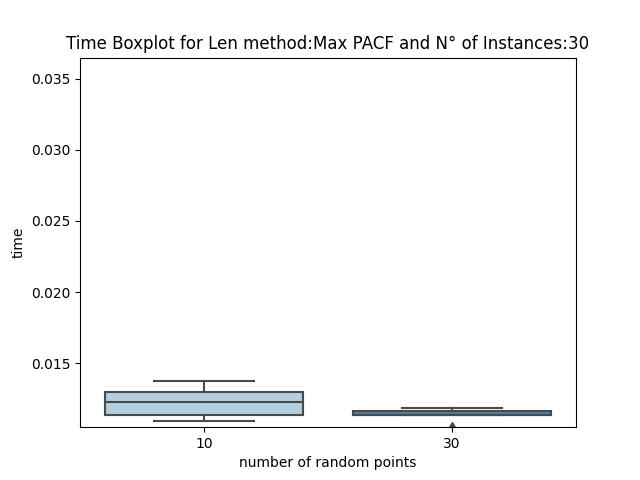 Time Boxplot for Len method:Max PACF and N° of Instances:30
0.035
0.030
0.025
0.020
0.015
time
10
30
number of random points